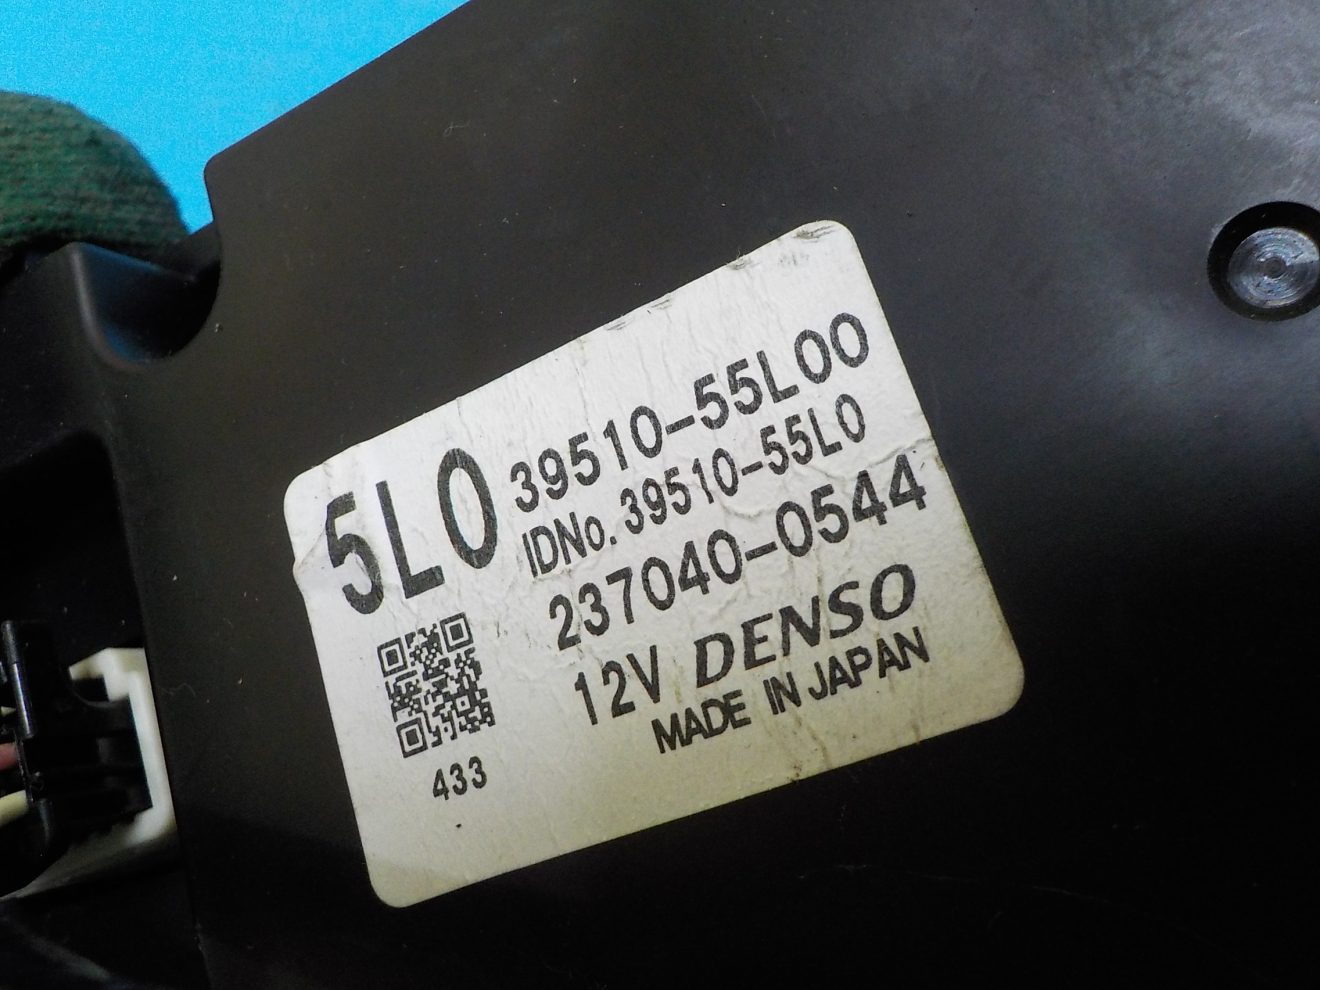 5L0
39510-55L00
IDNo. 39510-55L0
237040-0544
12V DENSO
MADE IN JAPAN
433